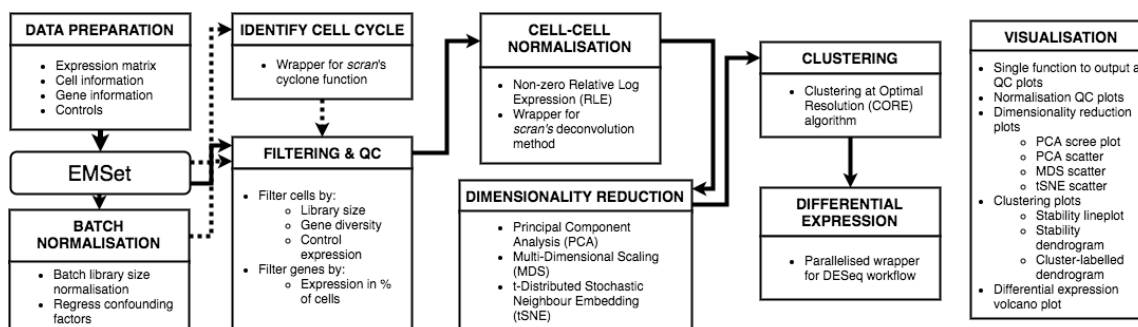 DATA PREPARATION
• Expression matrix
• Cell information
• Gene information
• Controls
EMSet
BATCH
NORMALISATION
• Batch library size
normalisation
• Regress confounding
factors
IDENTIFY CELL CYCLE
• Wrapper for scran's
cyclone function
FILTERING & QC
• Filter cells by:
○ Library size
○ Gene diversity
○ Control
expression
• Filter genes by:
○ Expression in %
of cells
CELL-CELL
NORMALISATION
• Non-zero Relative Log
Expression (RLE)
• Wrapper for
scran's deconvolution
method
DIMENSIONALITY REDUCTION
• Principal Component
Analysis (PCA)
• Multi-Dimensional Scaling
(MDS)
• t-Distributed Stochastic
Neighbour Embedding
(tSNE)
CLUSTERING
• Clustering at Optimal
Resolution (CORE)
algorithm
DIFFERENTIAL
EXPRESSION
• Parallelised wrapper
for DESeq workflow
VISUALISATION
• Single function to output a
QC plots
• Normalisation QC plots
• Dimensionality reduction
plots
○ PCA scree plot
○ PCA scatter
○ MDS scatter
○ tSNE scatter
• Clustering plots
○ Stability lineplot
○ Stability
dendrogram
○ Cluster-labelled
dendrogram
• Differential expression
volcano plot